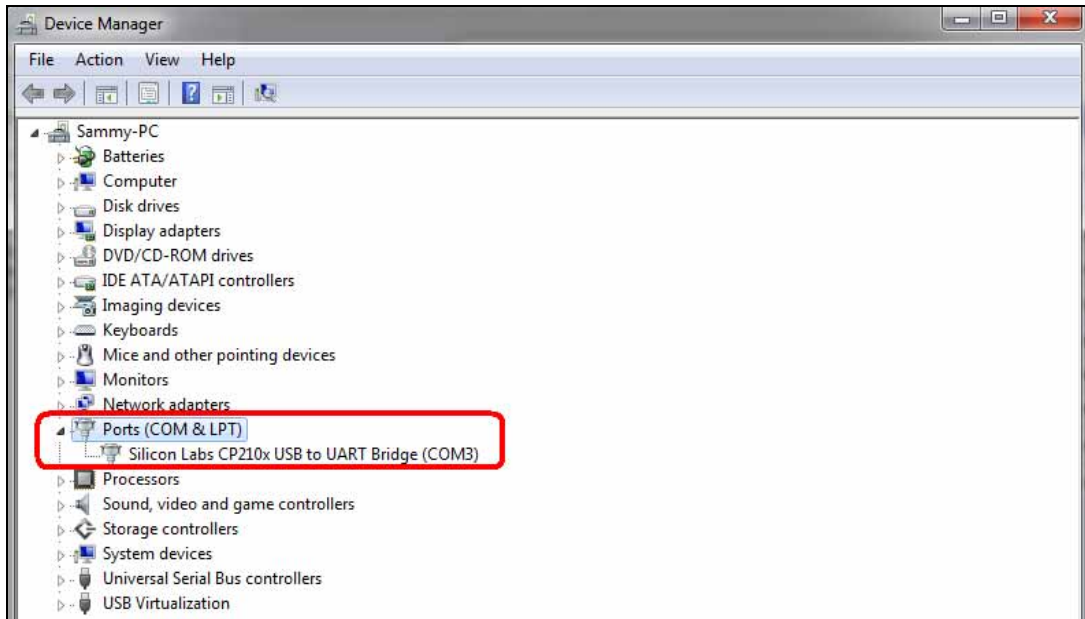 Device Manager
File Action View Help
Sammy-PC
Batteries
Computer
Disk drives
Display adapters
DVD/CD-ROM drives
IDE ATA/ATAPI controllers
Imaging devices
Keyboards
Mice and other pointing devices
Monitors
Network adapters
Ports (COM & LPT)
Silicon Labs CP210x USB to UART Bridge (COM3)
Processors
Sound, video and game controllers
Storage controllers
System devices
Universal Serial Bus controllers
USB Virtualization